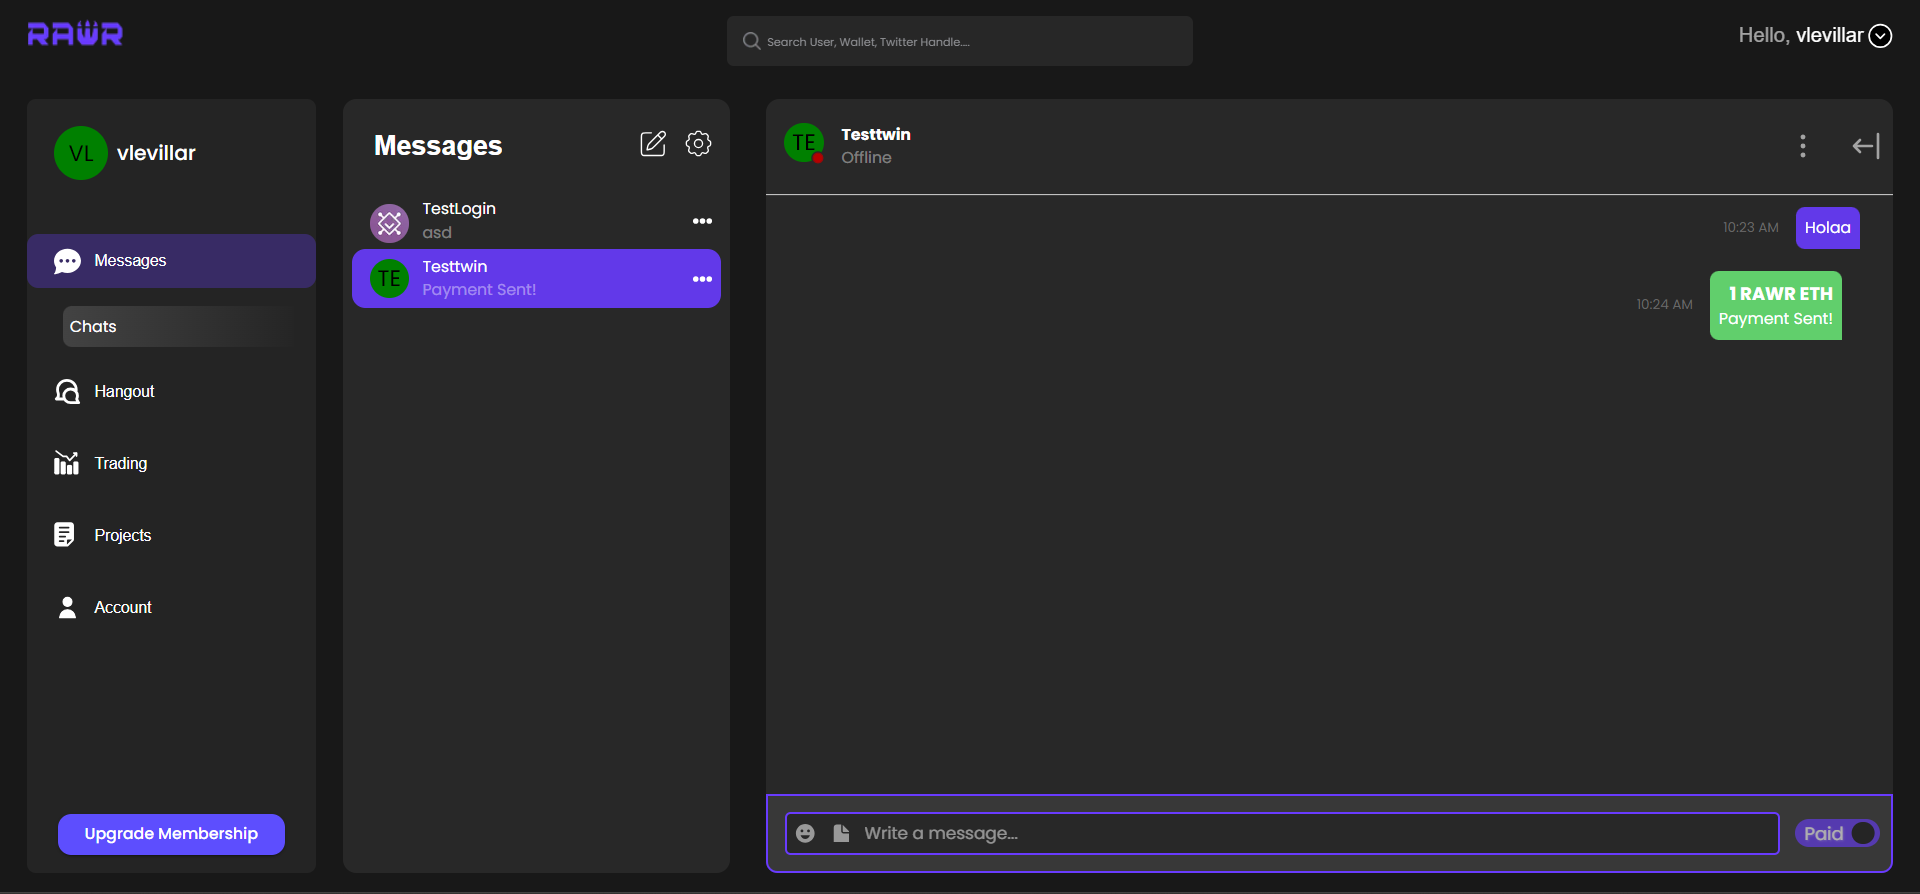 RAWR
Search User, Wallet, Twitter Handle....
Hello, vlevillar
VL
vlevillar
Messages
Chats
Hangout
Trading
Projects
Account
Upgrade Membership
Messages
TestLogin
asd
TE
Testtwin
Payment Sent!
TE
Testtwin
Offline
10:23 AM
Holaa
10:24 AM
1 RAWR ETH
Payment Sent!
Write a message...
Paid